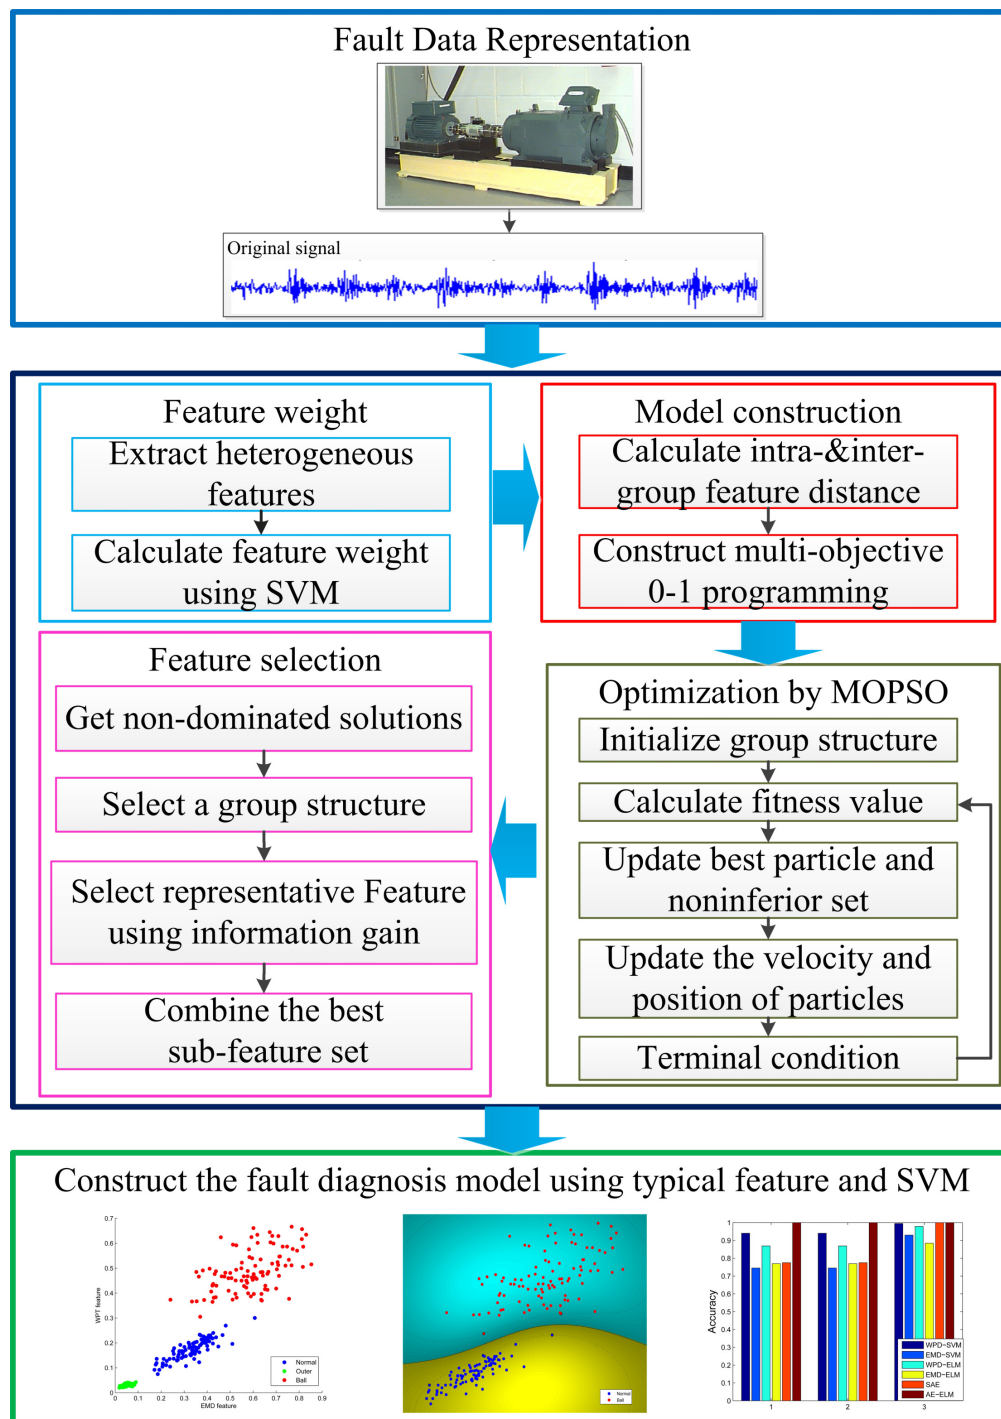 Fault Data Representation
Original signal
Feature weight
Extract heterogeneous
features
Calculate feature weight
using SVM
Model construction
Calculate intra-&inter-
group feature distance
Construct multi-objective
0-1 programming
Optimization by MOPSO
Initialize group structure
Calculate fitness value
Update best particle and
noninferior set
Update the velocity and
position of particles
Terminal condition
Feature selection
Get non-dominated solutions
Select a group structure
Select representative Feature
using information gain
Combine the best
sub-feature set
Construct the fault diagnosis model using typical feature and SVM
0.7
0.6
0.5
0.4
0.3
0.2
0.1
0
WPT feature
Normal
Outer
Ball
0 0.1 0.2 0.3 0.4 0.5 0.6 0.7 0.8 0.9
EMD feature
Normal
Ball
1
0.9
0.8
0.7
0.6
0.5
0.4
0.3
0.2
0.1
0
Accuracy
WPD-SVM
EMD-SVM
WPD-ELM
EMD-ELM
SAE
AE-ELM
1 2 3